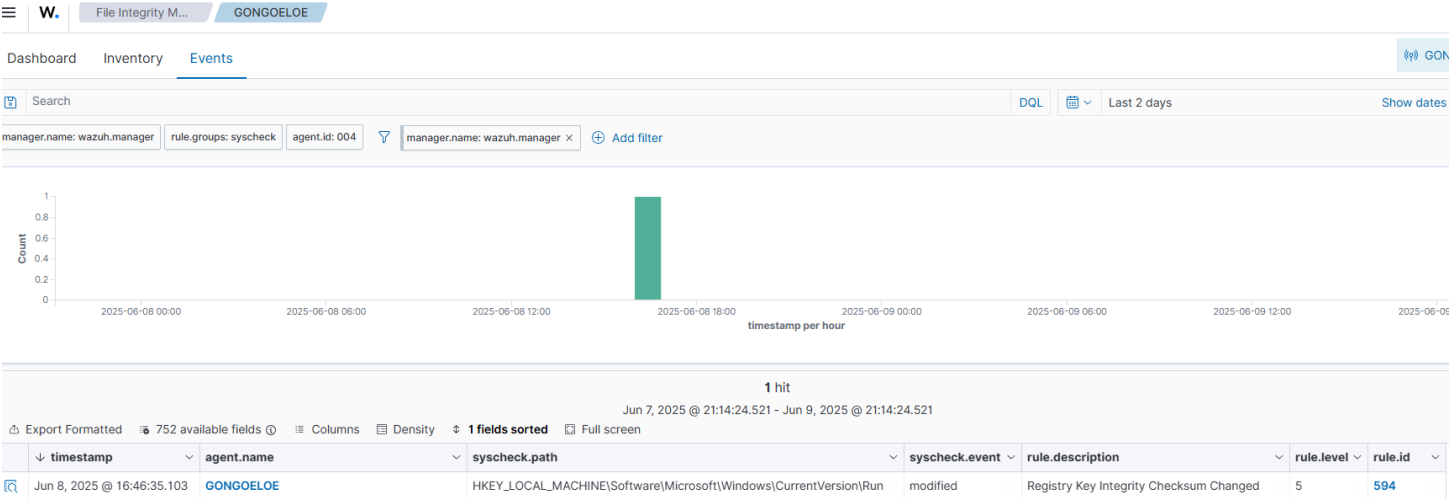 W. File Integrity M... GONGOELOE
Dashboard Inventory Events
GON
Search DQL Last 2 days Show dates
manager.name: wazuh.manager rule.groups: syscheck agent.id: 004 manager.name: wazuh.manager × Add filter
1
0.8
0.6
0.4
0.2
0
Count
2025-06-08 00:00 2025-06-08 06:00 2025-06-08 12:00 2025-06-08 18:00 2025-06-09 00:00 2025-06-09 06:00 2025-06-09 12:00 2025-06-09
timestamp per hour
1 hit
Jun 7, 2025 @ 21:14:24.521 - Jun 9, 2025 @ 21:14:24.521
Export Formatted 752 available fields Columns Density 1 fields sorted Full screen
timestamp agent.name syscheck.path syscheck.event rule.description rule.level rule.id
Jun 8, 2025 @ 16:46:35.103 GONGOELOE HKEY_LOCAL_MACHINE\Software\Microsoft\Windows\CurrentVersion\Run modified Registry Key Integrity Checksum Changed 5 594